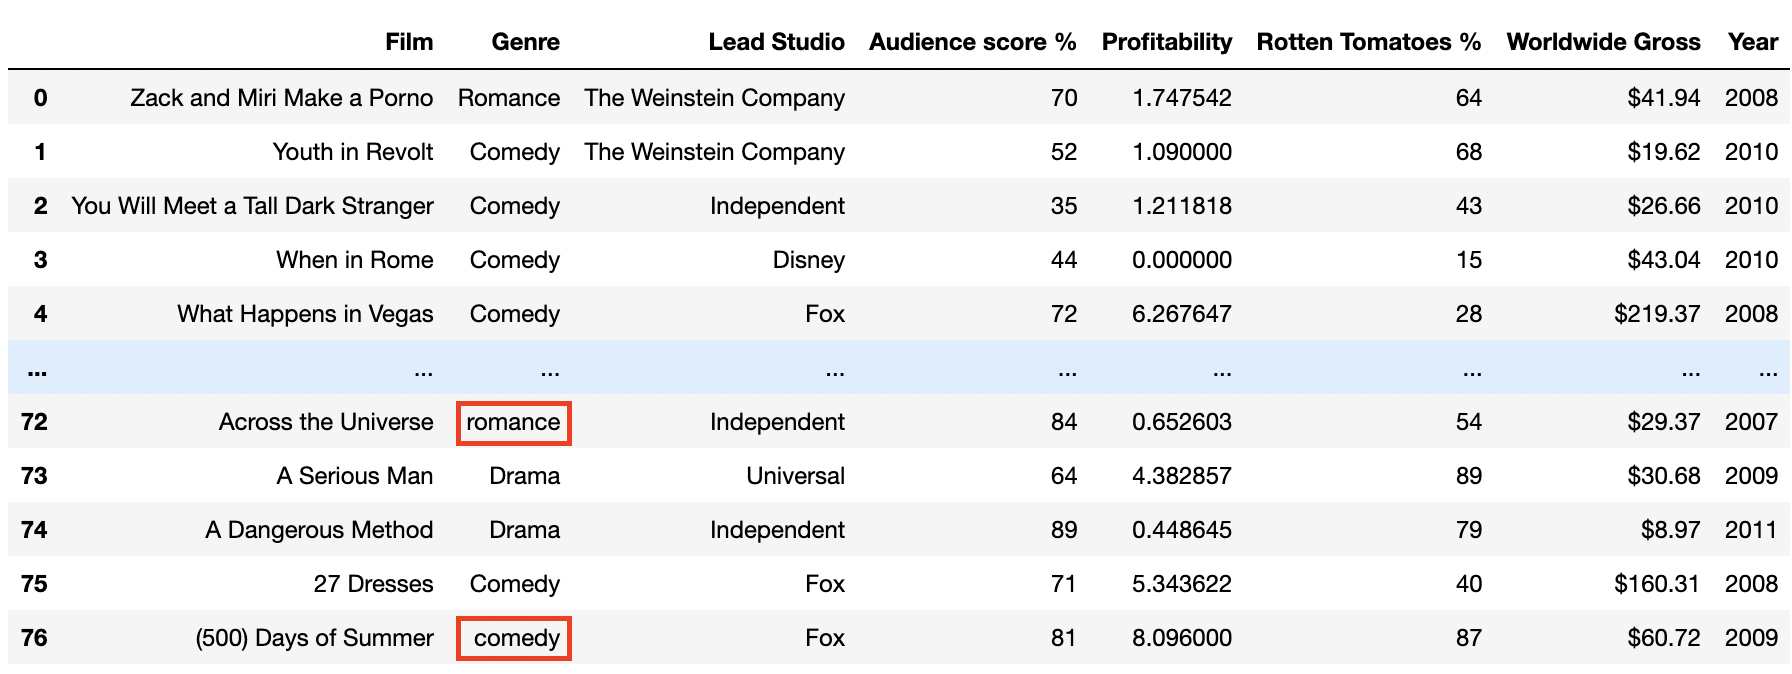 Film Genre Lead Studio Audience score % Profitability Rotten Tomatoes % Worldwide Gross Year
0 Zack and Miri Make a Porno Romance The Weinstein Company 70 1.747542 64 $41.94 2008
1 Youth in Revolt Comedy The Weinstein Company 52 1.090000 68 $19.62 2010
2 You Will Meet a Tall Dark Stranger Comedy Independent 35 1.211818 43 $26.66 2010
3 When in Rome Comedy Disney 44 0.000000 15 $43.04 2010
4 What Happens in Vegas Comedy Fox 72 6.267647 28 $219.37 2008
... ... ... ... ... ... ... ... ...
72 Across the Universe romance Independent 84 0.652603 54 $29.37 2007
73 A Serious Man Drama Universal 64 4.382857 89 $30.68 2009
74 A Dangerous Method Drama Independent 89 0.448645 79 $8.97 2011
75 27 Dresses Comedy Fox 71 5.343622 40 $160.31 2008
76 (500) Days of Summer comedy Fox 81 8.096000 87 $60.72 2009